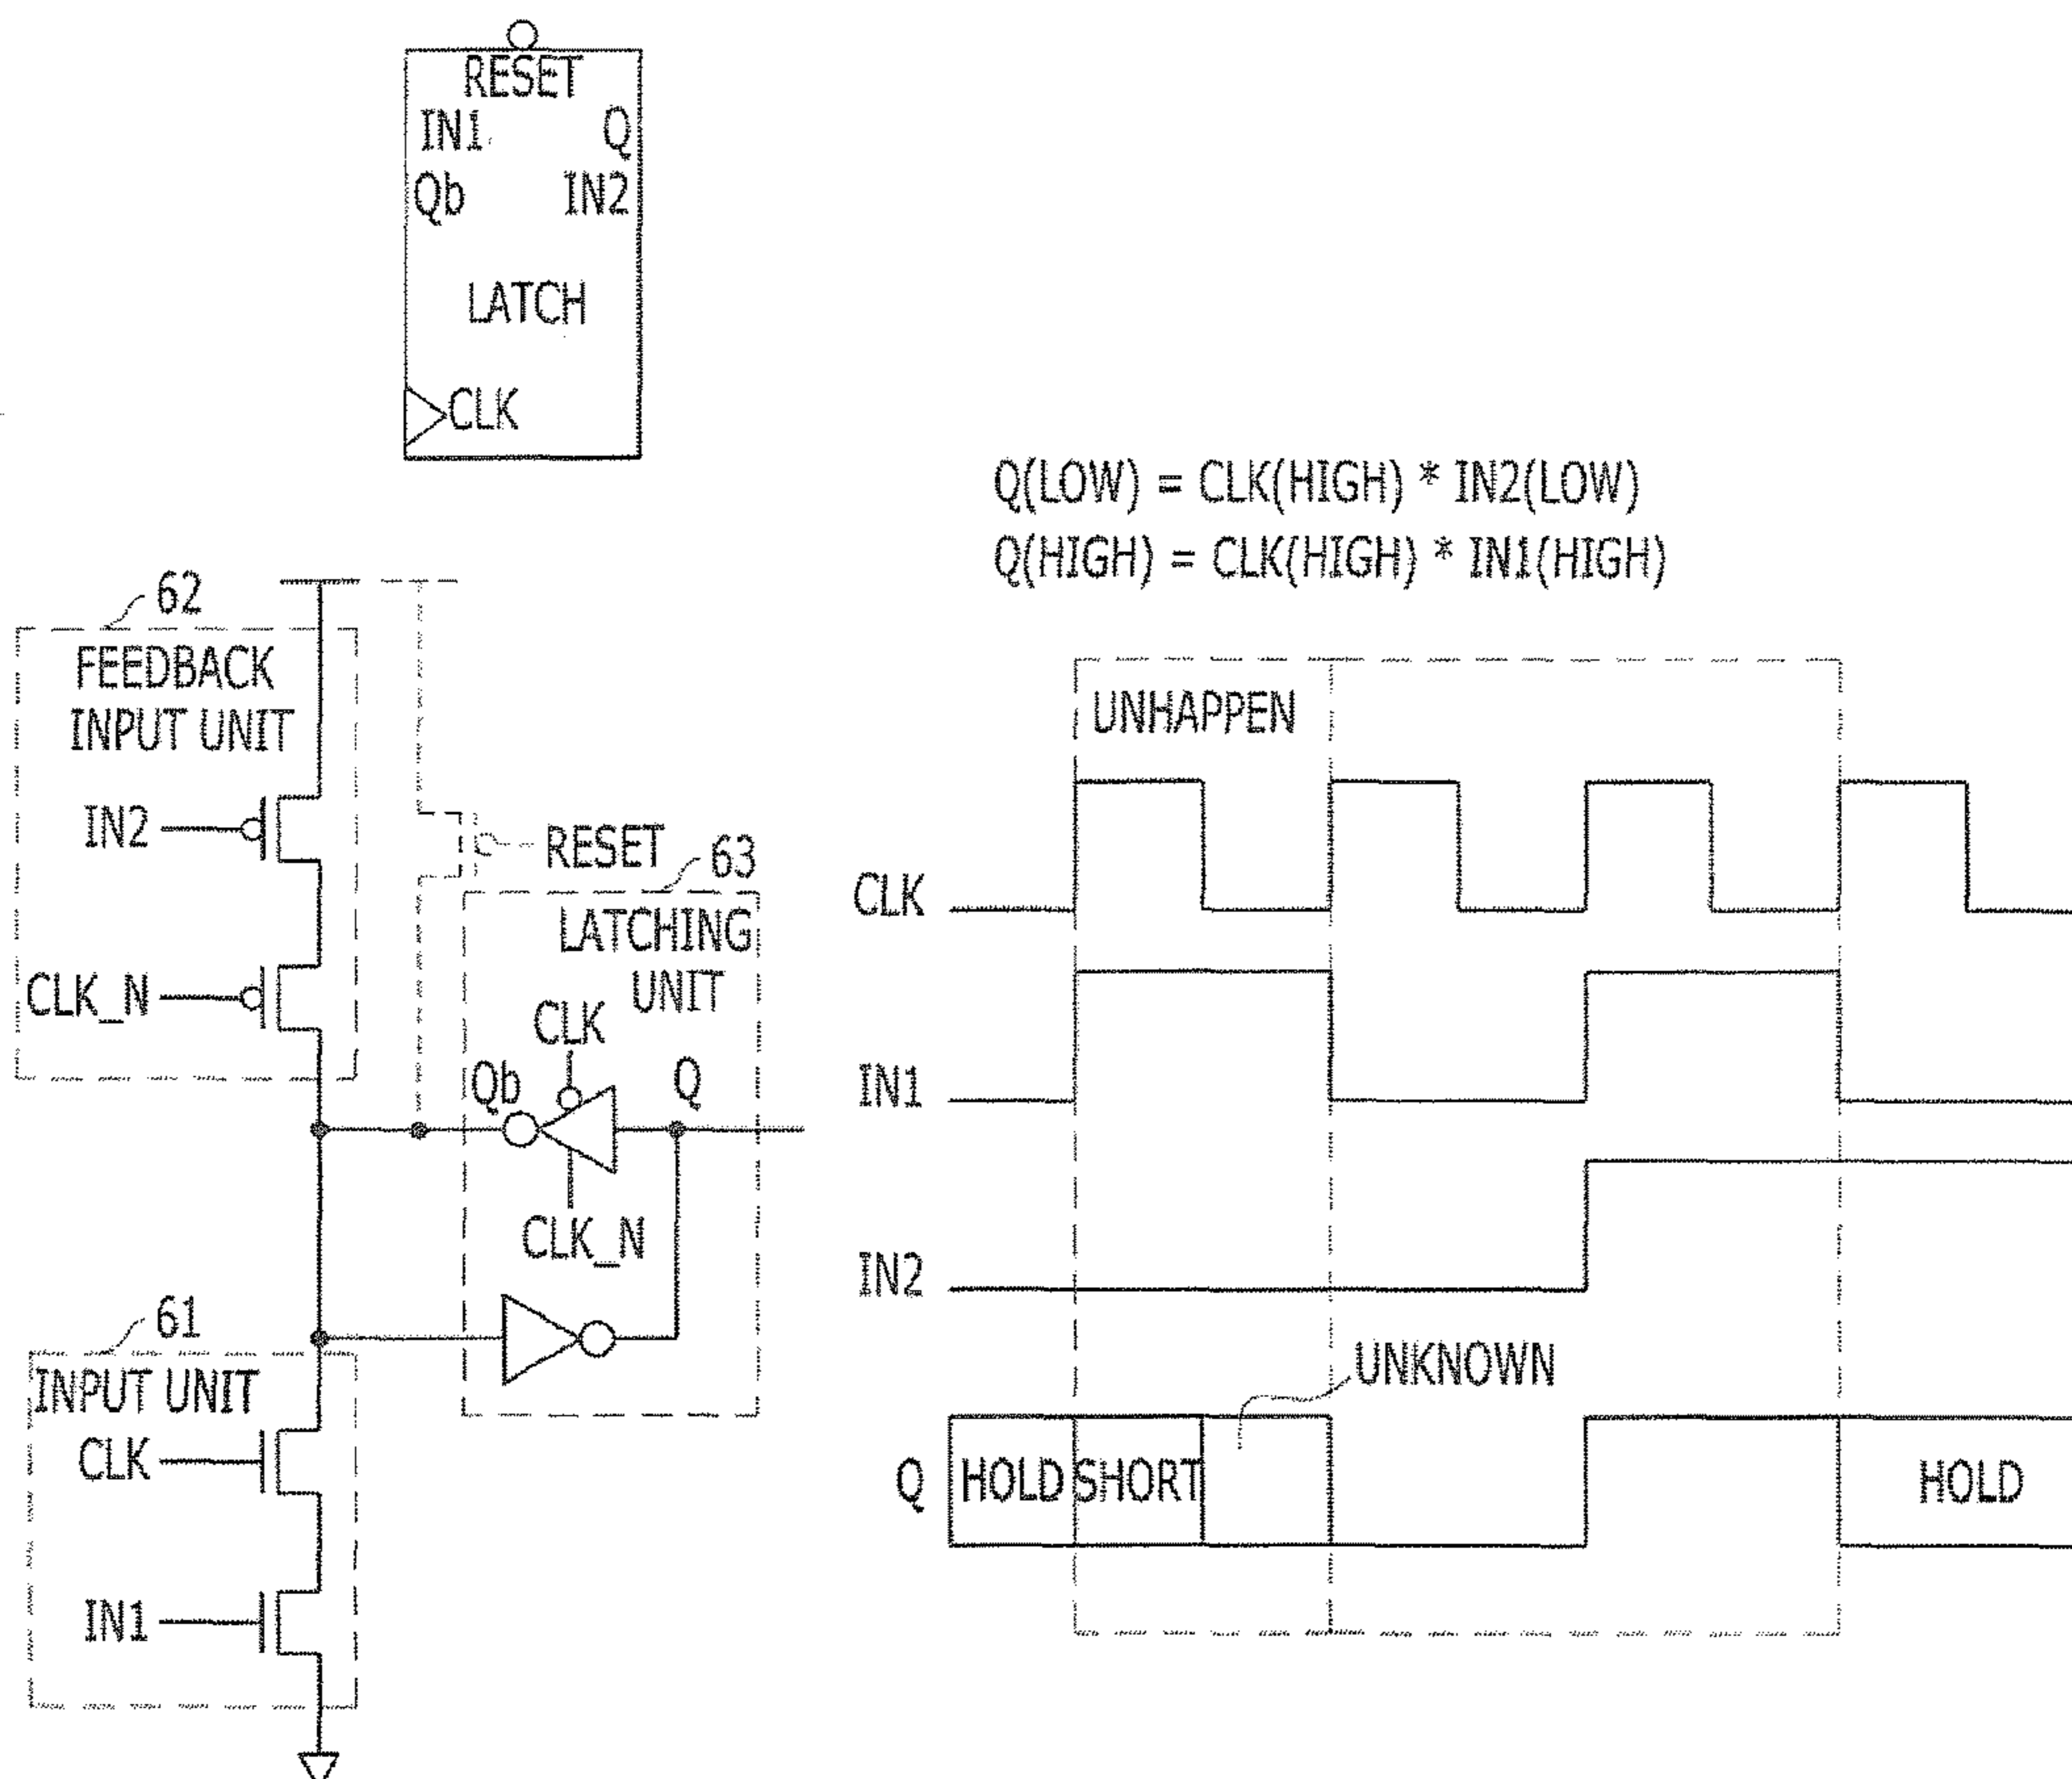 RESET
IN1 Q
Qb IN2
LATCH
CLK
Q(LOW) = CLK(HIGH) * IN2(LOW)
Q(HIGH) = CLK(HIGH) * IN1(HIGH)
62
FEEDBACK
INPUT UNIT
IN2
CLK_N
RESET
63
LATCHING
UNIT
CLK
Qb
Q
CLK_N
61
INPUT UNIT
CLK
IN1
UNHAPPEN
CLK
IN1
IN2
UNKNOWN
Q HOLD SHORT HOLD